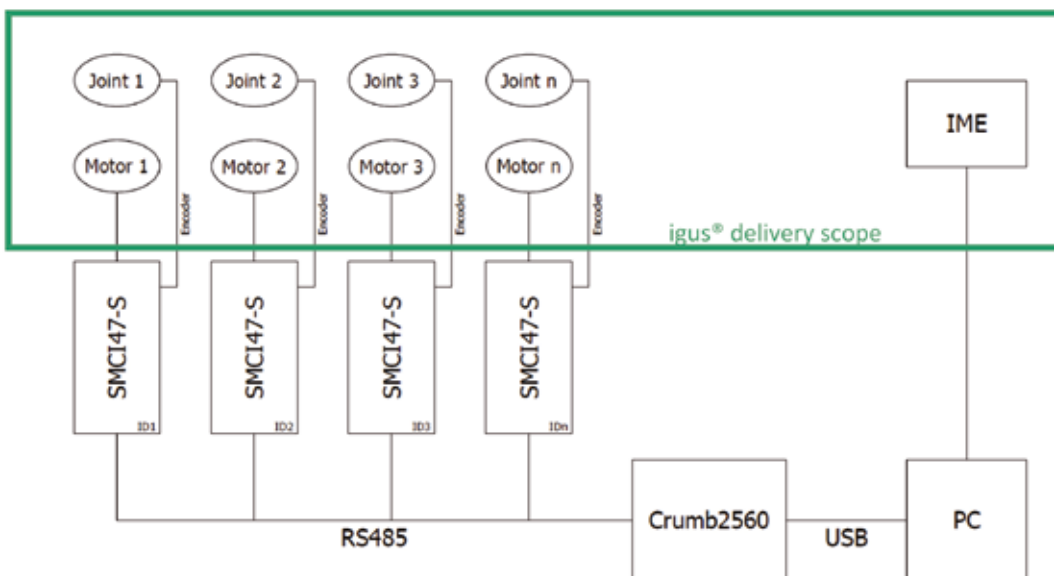 Joint 1
Joint 2
Joint 3
Joint n
IME
Motor 1
Motor 2
Motor 3
Motor n
Encoder
Encoder
Encoder
Encoder
igus® delivery scope
SMCI47-S
SMCI47-S
SMCI47-S
SMCI47-S
ID1
ID2
ID3
IDn
Crumb2560
PC
RS485
USB